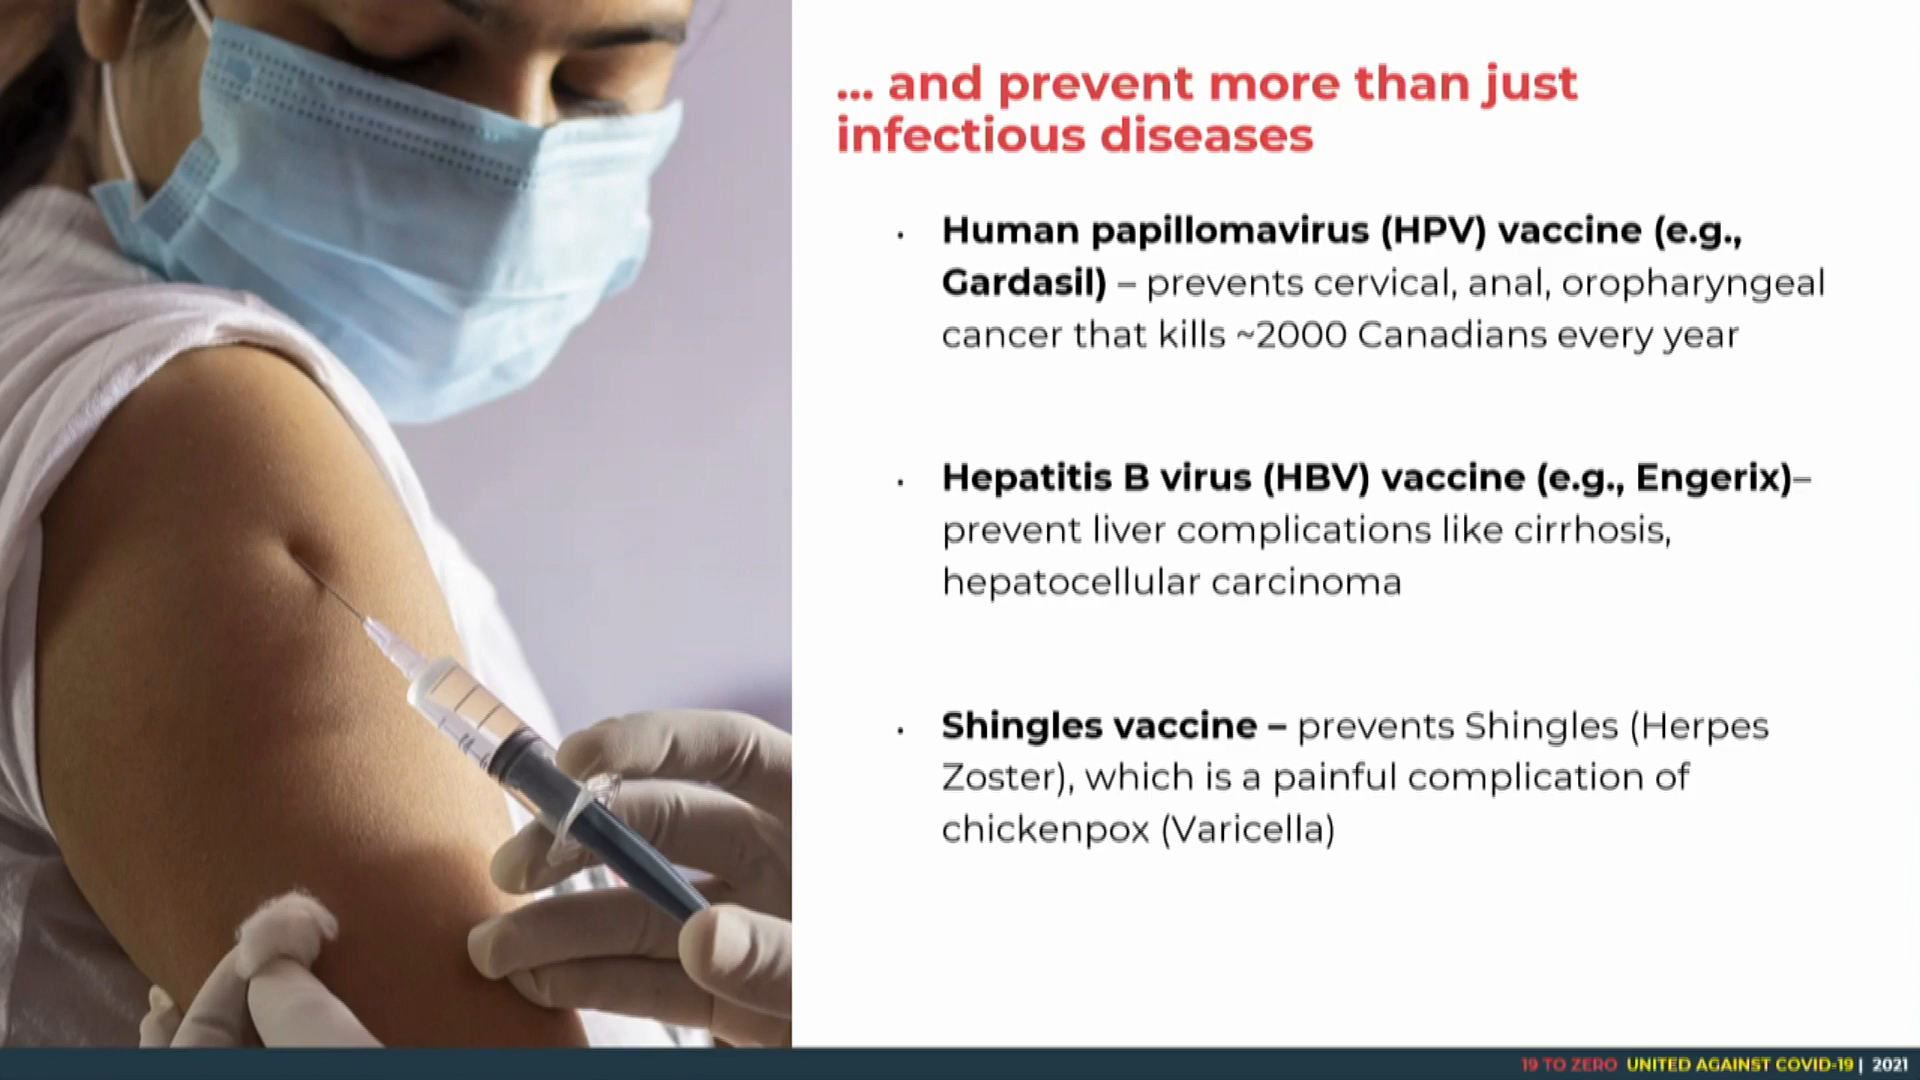 ... and prevent more than just
infectious diseases
· Human papillomavirus (HPV) vaccine (e.g.,
Gardasil) – prevents cervical, anal, oropharyngeal
cancer that kills ~2000 Canadians every year
· Hepatitis B virus (HBV) vaccine (e.g., Engerix)–
prevent liver complications like cirrhosis,
hepatocellular carcinoma
· Shingles vaccine – prevents Shingles (Herpes
Zoster), which is a painful complication of
chickenpox (Varicella)
19 TO ZERO UNITED AGAINST COVID-19 | 2021